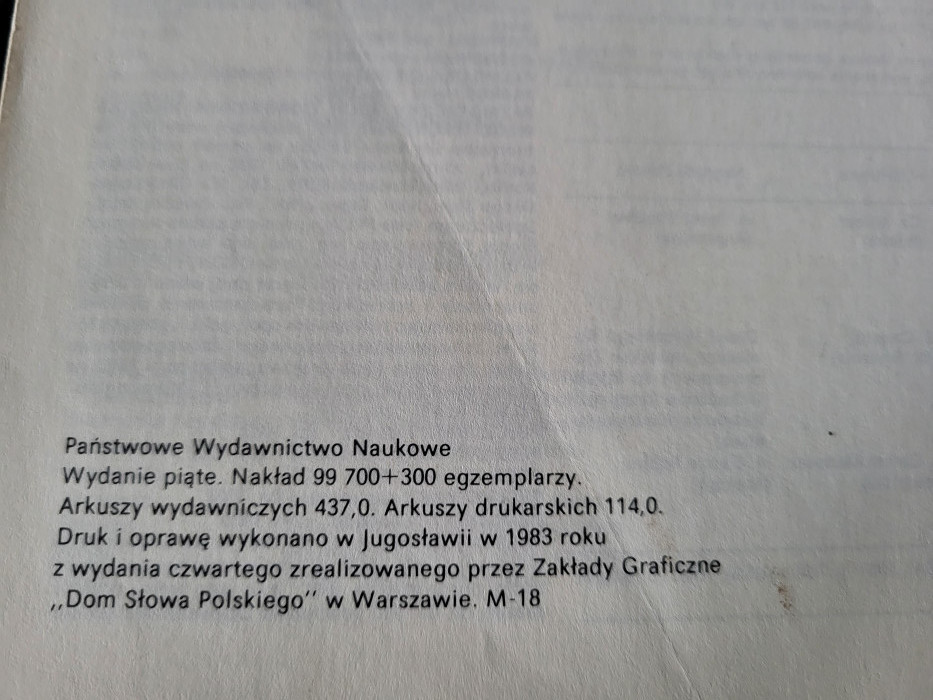 Państwowe Wydawnictwo Naukowe
Wydanie piąte. Nakład 99 700+300 egzemplarzy.
Arkuszy wydawniczych 437,0. Arkuszy drukarskich 114,0.
Druk i oprawę wykonano w Jugosławii w 1983 roku
z wydania czwartego zrealizowanego przez Zakłady Graficzne
,,Dom Słowa Polskiego'' w Warszawie. M-18